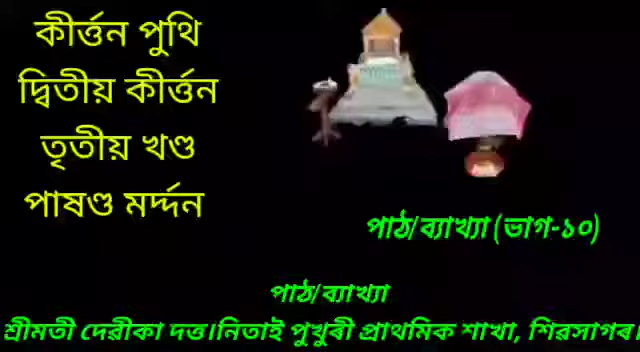 কীৰ্ত্তন পুথি
দ্বিতীয় কীৰ্ত্তন
তৃতীয় খণ্ড
পাষণ্ড মৰ্দ্দন
পাঠ/ব্যাখ্যা (ভাগ-১০)
পাঠ/ব্যাখ্যা
শ্ৰীমতী দেৱীকা দত্ত।নিতাই পুখুৰী প্ৰাথমিক শাখা, শিৱসাগৰ।